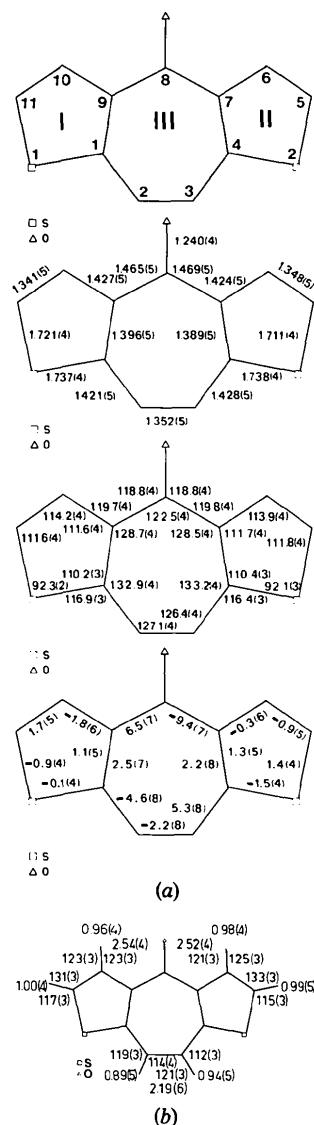 8
10
6
11
9
7
5
I
III
II
1
1
4
2
2
3
□ S
△ O
1.240(4)
1.341(5)
1.465(5)
1.469(5)
1.348(5)
1.427(5)
1.424(5)
1.721(4)
1.396(5)
1.389(5)
1.711(4)
1.737(4)
1.738(4)
1.421(5)
1.428(5)
1.352(5)
S
△ O
118.8(4) 118.8(4)
114.2(4) 119.7(4) 122.5(4) 119.8(4) 113.9(4)
111.6(4) 111.6(4) 128.7(4) 128.5(4) 111.7(4) 111.8(4)
110.2(3) 132.9(4) 133.2(4) 110.4(3)
92.3(2) 92.1(3)
116.9(3) 126.4(4) 116.4(3)
127.1(4)
S
△ O
1.7(5) -1.8(6) 6.5(7) -9.4(7) -0.3(6) -0.9(5)
-0.9(4) 1.1(5) 2.5(7) 2.2(8) 1.3(5) 1.4(4)
-0.1(4) -1.5(4)
-4.6(8) 5.3(8)
-2.2(8)
□ S
△ O
(a)
0.96(4) 2.54(4) 2.52(4) 0.98(4)
123(3) 123(3) 121(3) 125(3)
1.00(4) 131(3) 133(3) 0.99(5)
117(3) 115(3)
119(3) 114(4) 112(3)
□ S
△ O
0.89(5) 121(3) 0.94(5)
2.19(6)
(b)